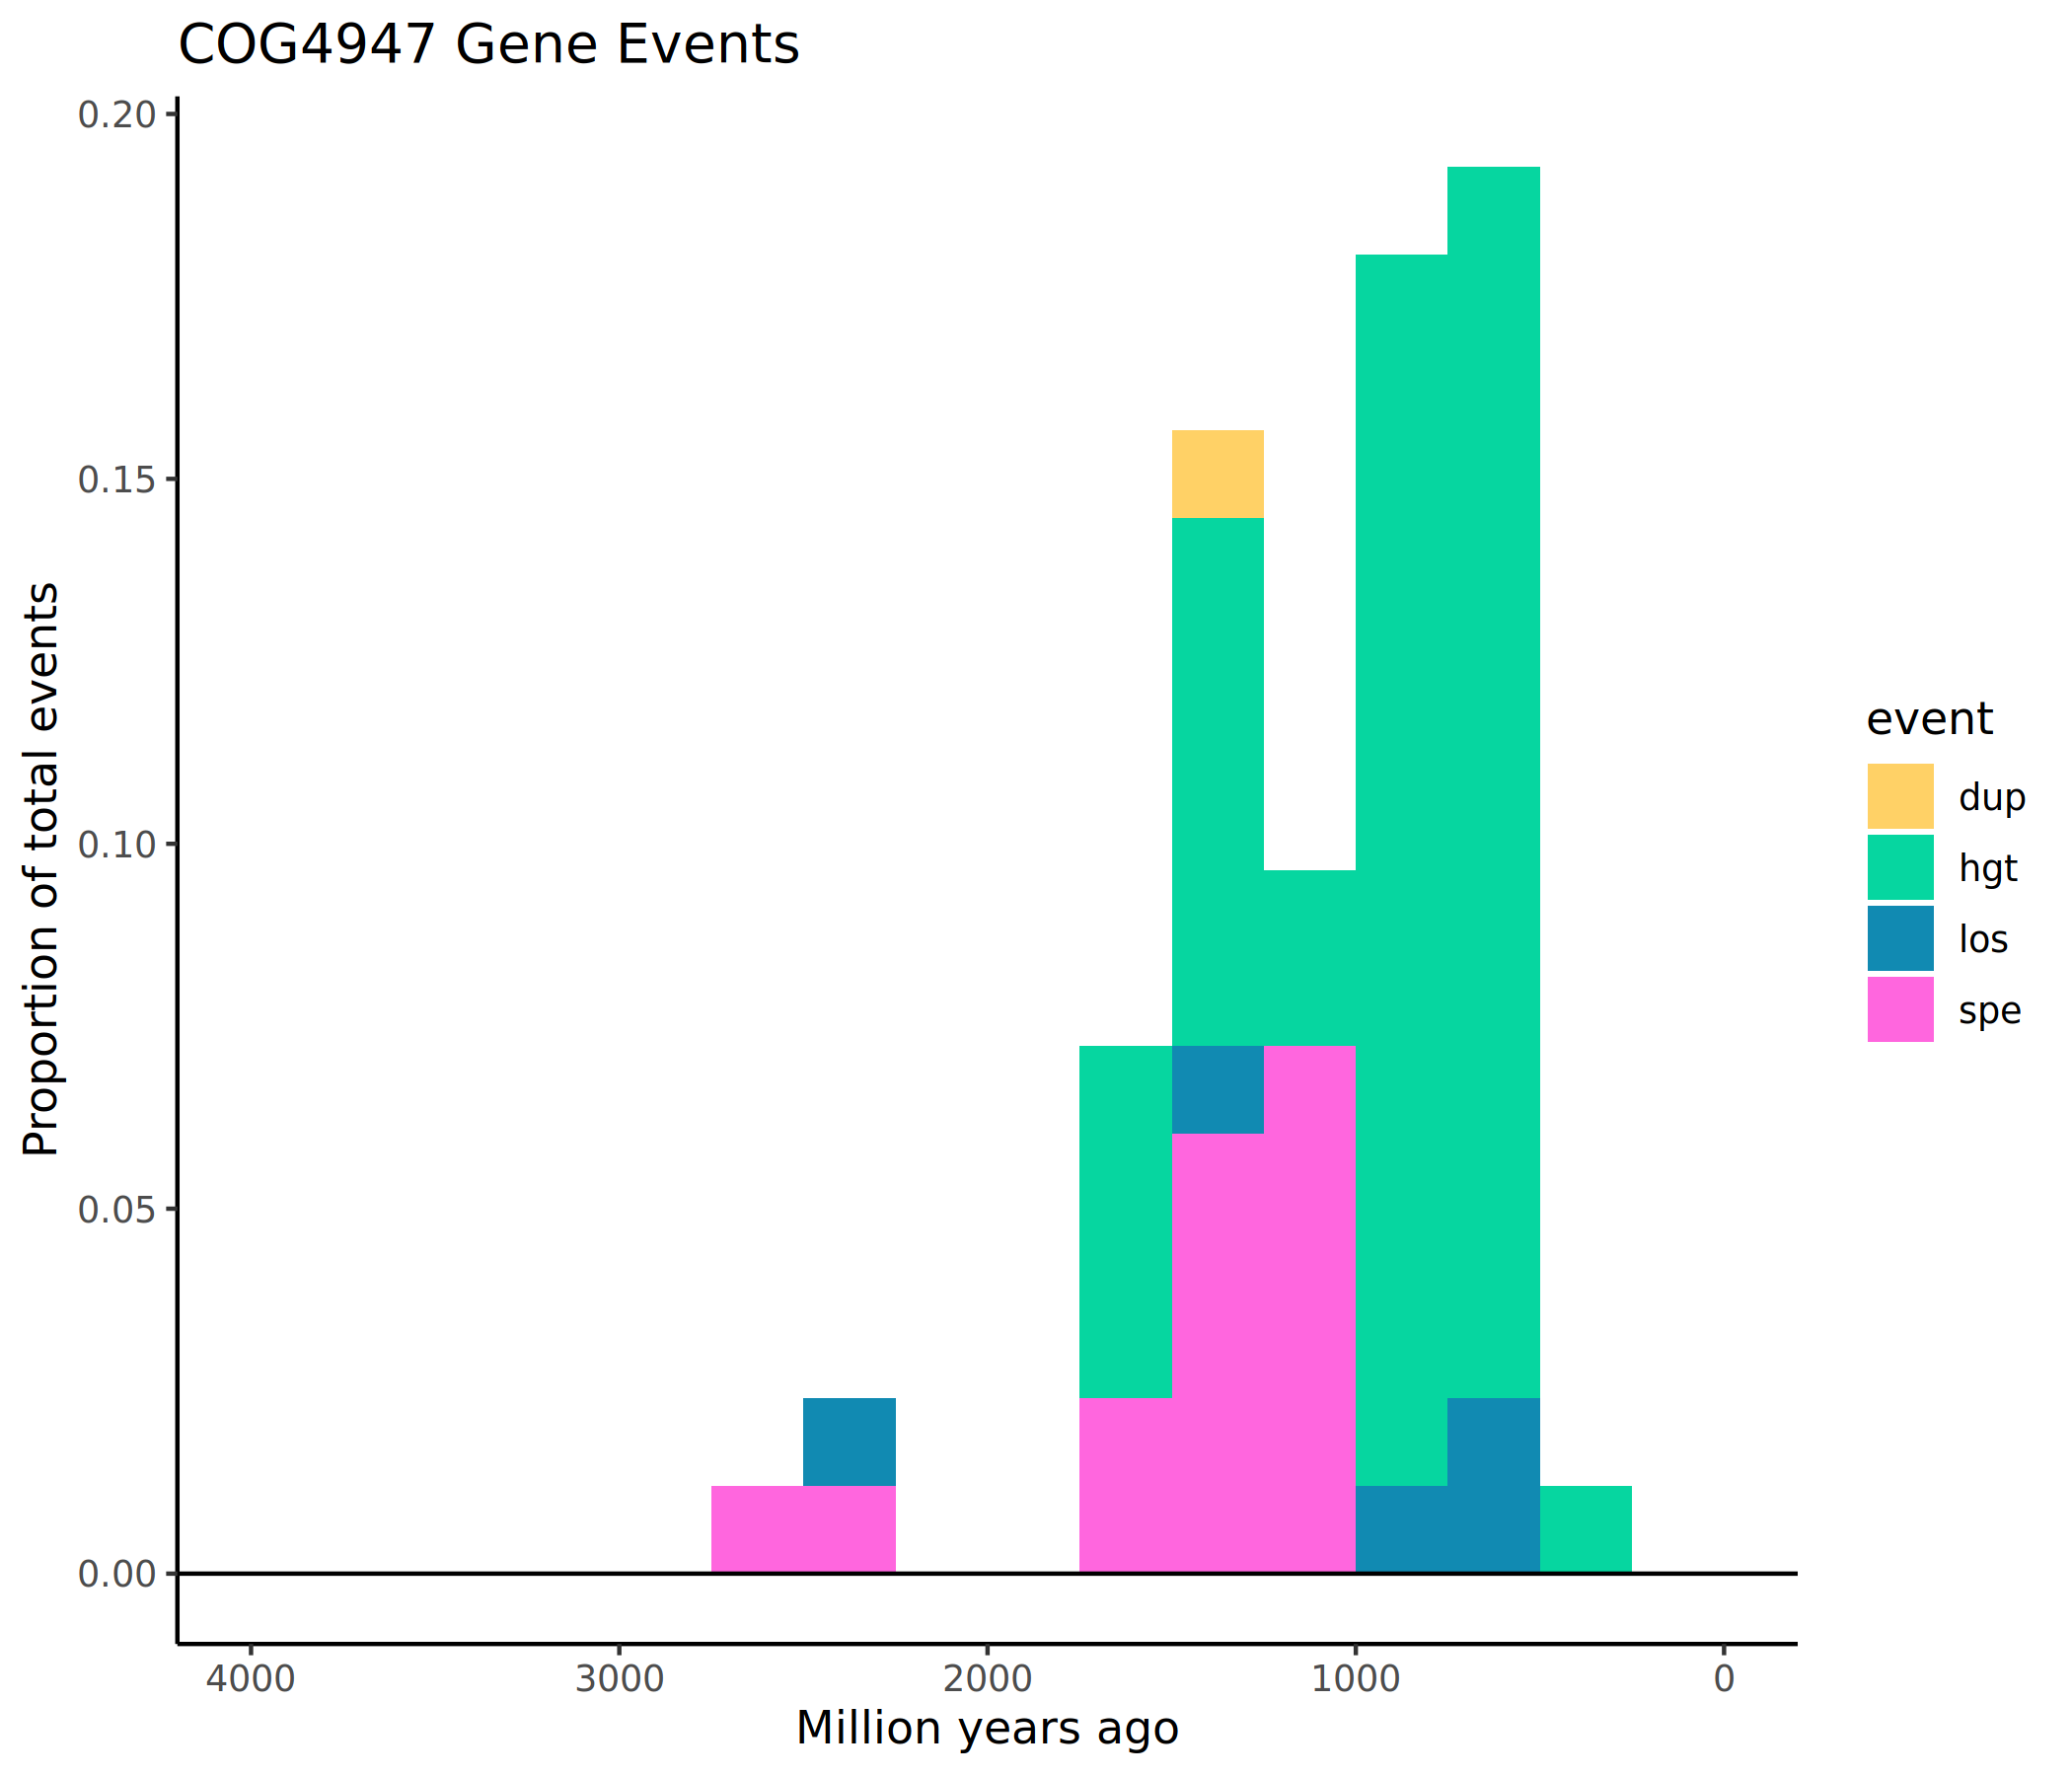 COG4947 Gene Events
0.20
0.15
0.10
0.05
0.00
Proportion of total events
4000 3000 2000 1000 0
Million years ago
event
dup
hgt
los
spe